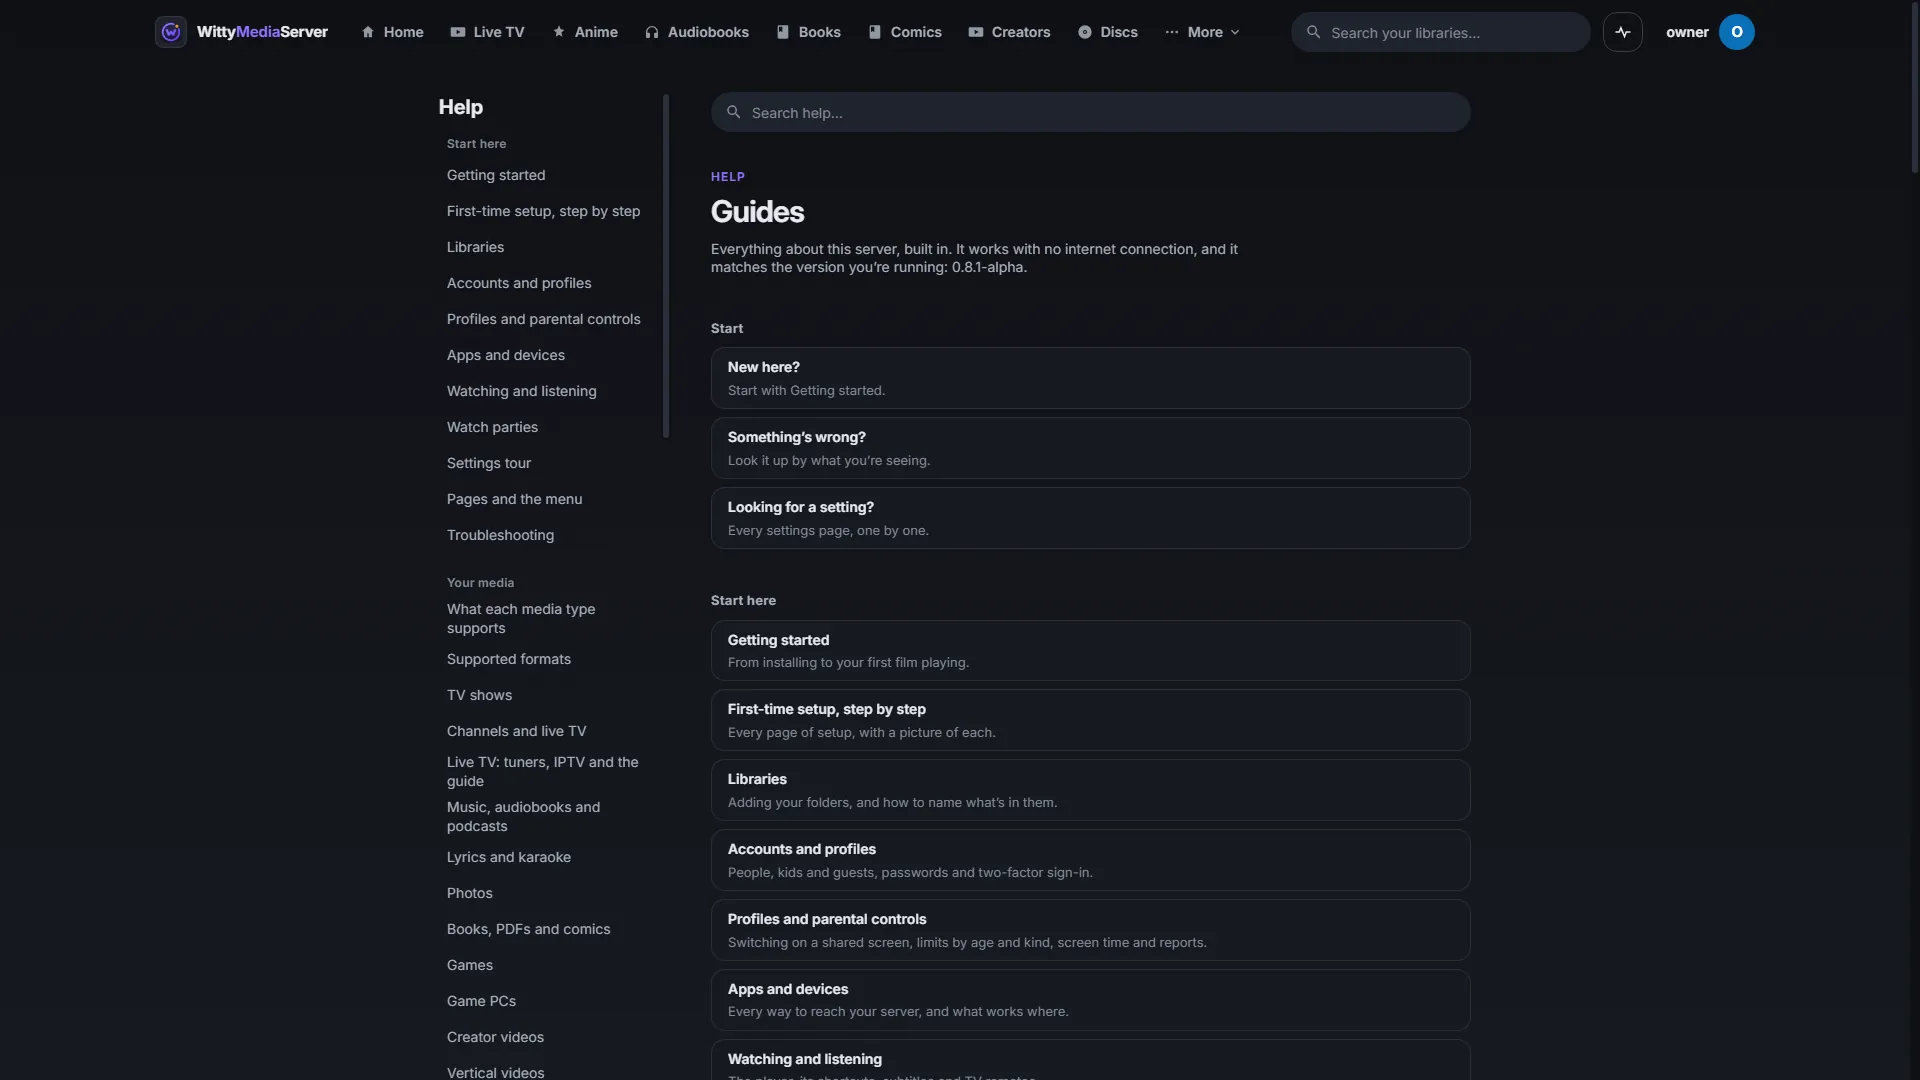 WittyMediaServer
Home
Live TV
Anime
Audiobooks
Books
Comics
Creators
Discs
More
Search your libraries...
owner
O
Help
Start here
Getting started
First-time setup, step by step
Libraries
Accounts and profiles
Profiles and parental controls
Apps and devices
Watching and listening
Watch parties
Settings tour
Pages and the menu
Troubleshooting
Your media
What each media type
supports
Supported formats
TV shows
Channels and live TV
Live TV: tuners, IPTV and the
guide
Music, audiobooks and
podcasts
Lyrics and karaoke
Photos
Books, PDFs and comics
Games
Game PCs
Creator videos
Vertical videos
Search help...
HELP
Guides
Everything about this server, built in. It works with no internet connection, and it
matches the version you’re running: 0.8.1-alpha.
Start
New here?
Start with Getting started.
Something’s wrong?
Look it up by what you’re seeing.
Looking for a setting?
Every settings page, one by one.
Start here
Getting started
From installing to your first film playing.
First-time setup, step by step
Every page of setup, with a picture of each.
Libraries
Adding your folders, and how to name what’s in them.
Accounts and profiles
People, kids and guests, passwords and two-factor sign-in.
Profiles and parental controls
Switching on a shared screen, limits by age and kind, screen time and reports.
Apps and devices
Every way to reach your server, and what works where.
Watching and listening